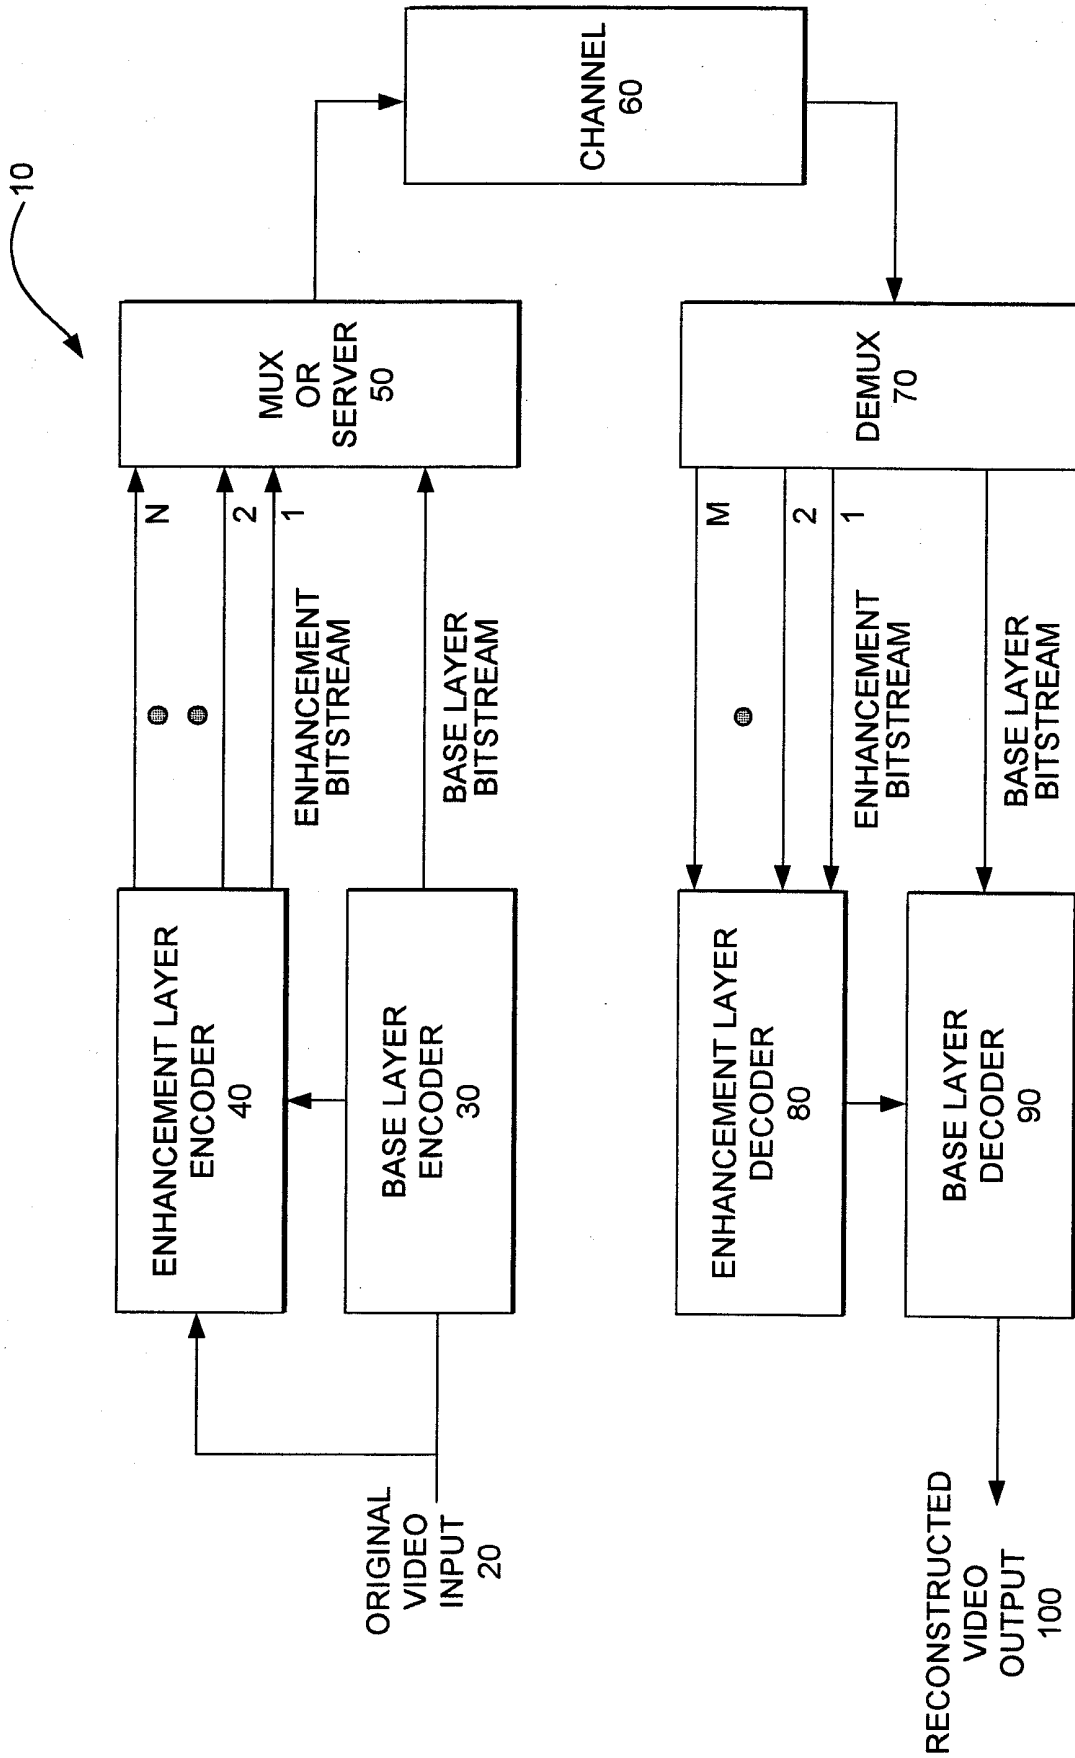 10
ORIGINAL
VIDEO
INPUT
20
ENHANCEMENT LAYER
ENCODER
40
BASE LAYER
ENCODER
30
N
2
1
ENHANCEMENT
BITSTREAM
BASE LAYER
BITSTREAM
MUX
OR
SERVER
50
CHANNEL
60
DEMUX
70
M
2
1
ENHANCEMENT
BITSTREAM
BASE LAYER
BITSTREAM
ENHANCEMENT LAYER
DECODER
80
BASE LAYER
DECODER
90
RECONSTRUCTED
VIDEO
OUTPUT
100